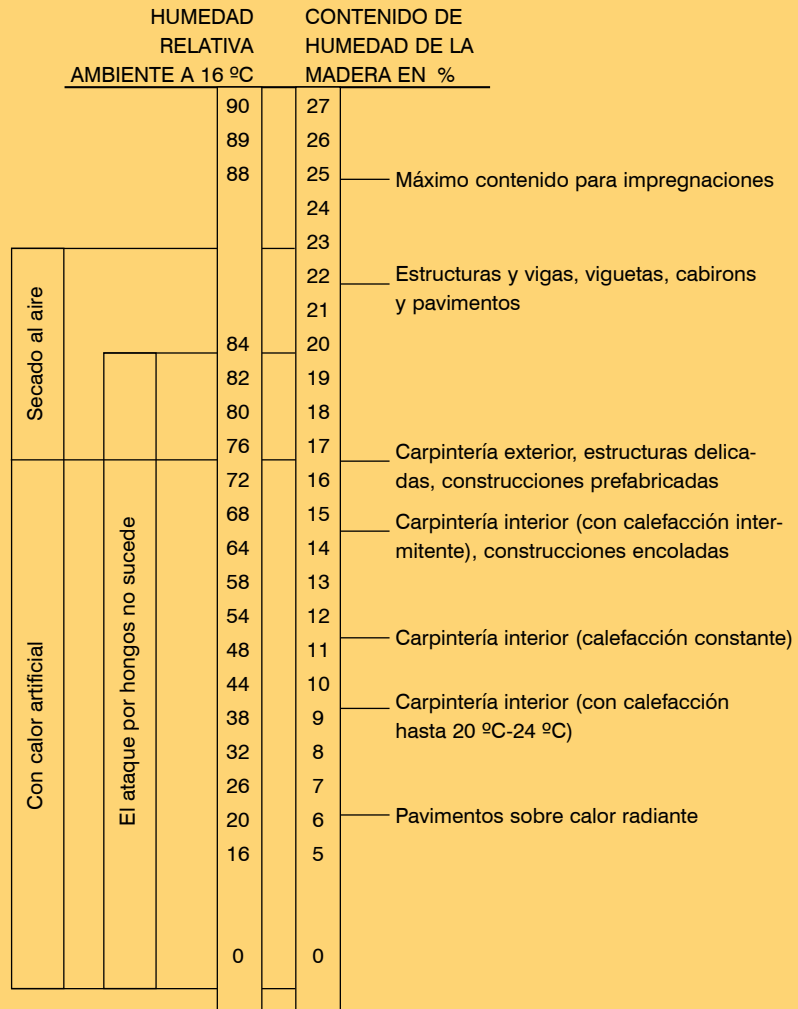 HUMEDAD
RELATIVA
AMBIENTE A 16 ºC
CONTENIDO DE
HUMEDAD DE LA
MADERA EN %
90 27
89 26
88 25
Máximo contenido para impregnaciones
24
23
22
Estructuras y vigas, viguetas, cabirons
y pavimentos
21
84 20
82 19
80 18
76 17
Carpintería exterior, estructuras delica-
das, construcciones prefabricadas
72 16
68 15
Carpintería interior (con calefacción inter-
mitente), construcciones encoladas
64 14
58 13
54 12
Carpintería interior (calefacción constante)
48 11
44 10
Carpintería interior (con calefacción
hasta 20 ºC-24 ºC)
38 9
32 8
26 7
20 6
Pavimentos sobre calor radiante
16 5
0 0
Secado al aire
Con calor artificial
El ataque por hongos no sucede